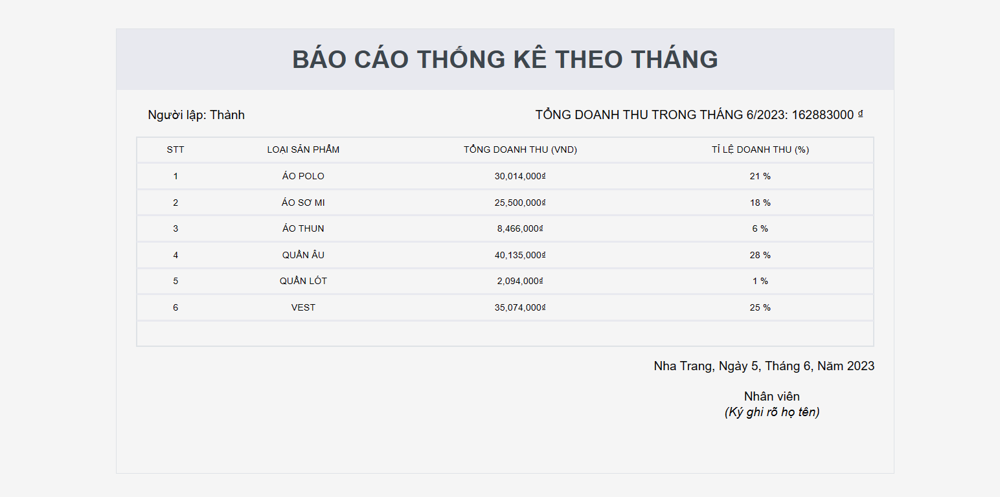 BÁO CÁO THỐNG KÊ THEO THÁNG
Người lập: Thành TỔNG DOANH THU TRONG THÁNG 6/2023: 162883000 ₫
STT LOẠI SẢN PHẨM TỔNG DOANH THU (VND) TỈ LỆ DOANH THU (%)
1 ÁO POLO 30,014,000₫ 21 %
2 ÁO SƠ MI 25,500,000₫ 18 %
3 ÁO THUN 8,466,000₫ 6 %
4 QUẦN ÂU 40,135,000₫ 28 %
5 QUẦN LÓT 2,094,000₫ 1 %
6 VEST 35,074,000₫ 25 %
Nha Trang, Ngày 5, Tháng 6, Năm 2023
Nhân viên
(Ký ghi rõ họ tên)